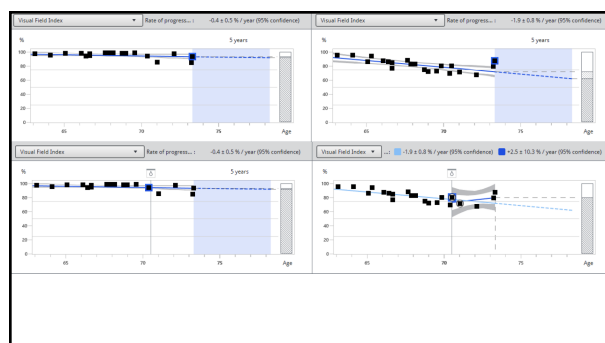 Visual Field Index ▼ Rate of progress... : -0.4 ± 0.5 % / year (95% confidence)
% 5 years
100
80
60
40
20
0
65 70 75 Age
Visual Field Index ▼ Rate of progress... : -1.9 ± 0.8 % / year (95% confidence)
% 5 years
100
80
60
40
20
0
65 70 75 Age
Visual Field Index ▼ Rate of progress... : -0.4 ± 0.5 % / year (95% confidence)
% 5 years
100
80
60
40
20
0
65 70 75 Age
Visual Field Index ▼ ...: -1.9 ± 0.8 % / year (95% confidence) +2.5 ± 10.3 % / year (95% confidence)
%
100
80
60
40
20
0
65 70 75 Age